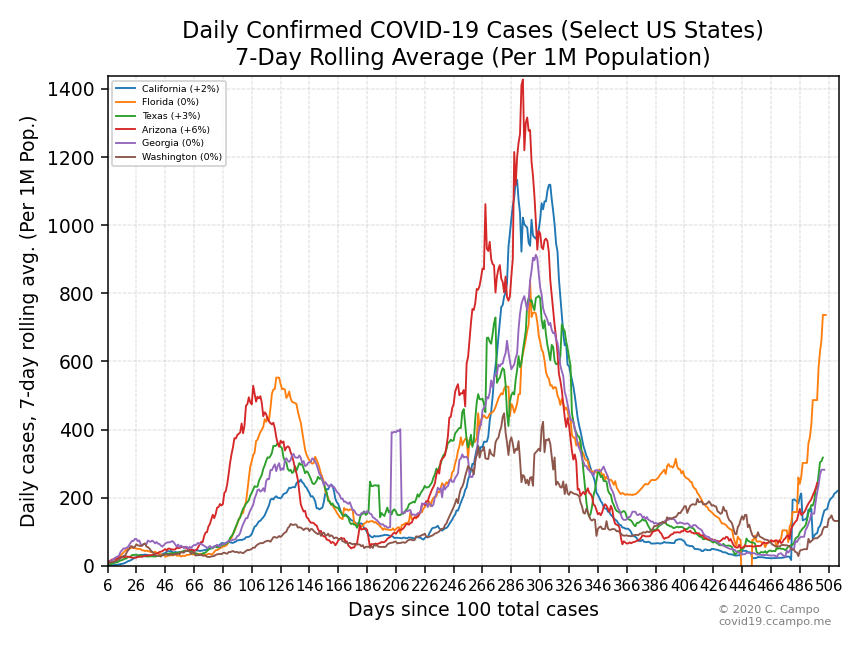 Daily Confirmed COVID-19 Cases (Select US States)
7-Day Rolling Average (Per 1M Population)
Daily cases, 7-day rolling avg. (Per 1M Pop.)
1400
1200
1000
800
600
400
200
0
California (+2%)
Florida (0%)
Texas (+3%)
Arizona (+6%)
Georgia (0%)
Washington (0%)
6 26 46 66 86 106 126 146 166 186 206 226 246 266 286 306 326 346 366 386 406 426 446 466 486 506
Days since 100 total cases
© 2020 C. Campo
covid19.ccampo.me